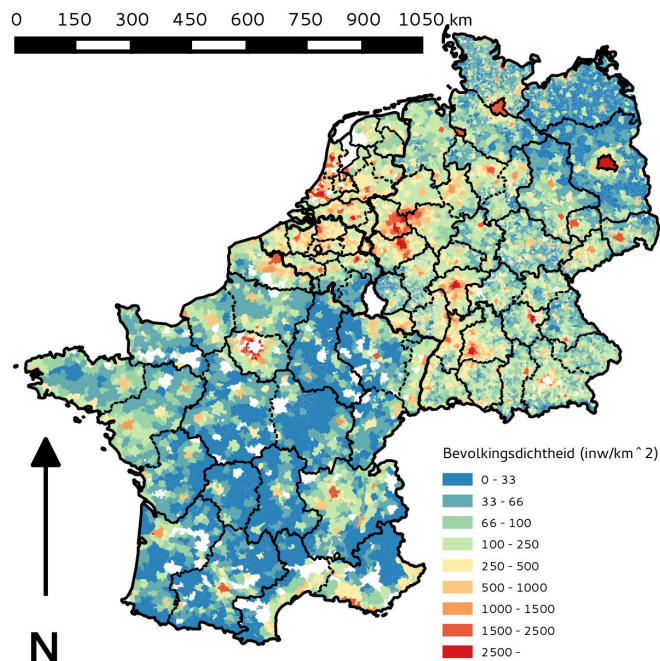 0 150 300 450 600 750 900 1050 km
Bevolkingsdichtheid (inw/km^2)
0 - 33
33 - 66
66 - 100
100 - 250
250 - 500
500 - 1000
1000 - 1500
1500 - 2500
2500 -
N